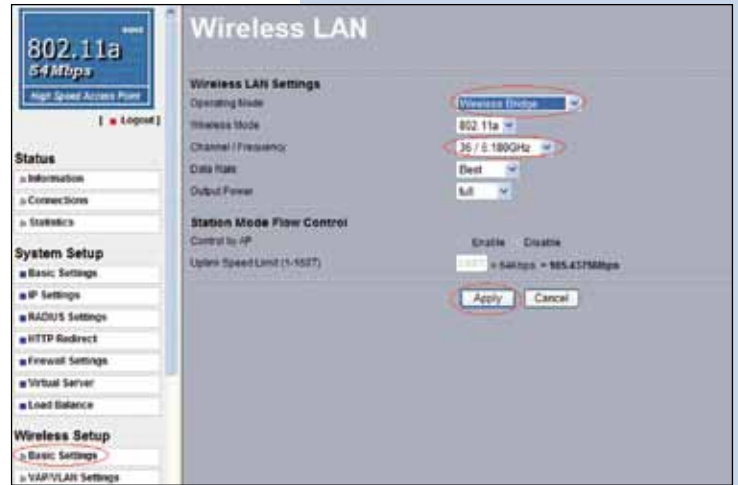 802.11a
54Mbps
High Speed Access Point
[ Logout ]
Status
Information
Connections
Statistics
System Setup
Basic Settings
IP Settings
RADIUS Settings
HTTP Redirect
Firewall Settings
Virtual Server
Load Balance
Wireless Setup
Basic Settings
VAP/VLAN Settings
Wireless LAN
Wireless LAN Settings
Operating Mode Wireless Bridge
Wireless Mode 802.11a
Channel / Frequency 36 / 5.180GHz
Data Rate Best
Output Power full
Station Mode Flow Control
Control by AP Enable Disable
Uplink Speed Limit (1-1687)
Apply Cancel